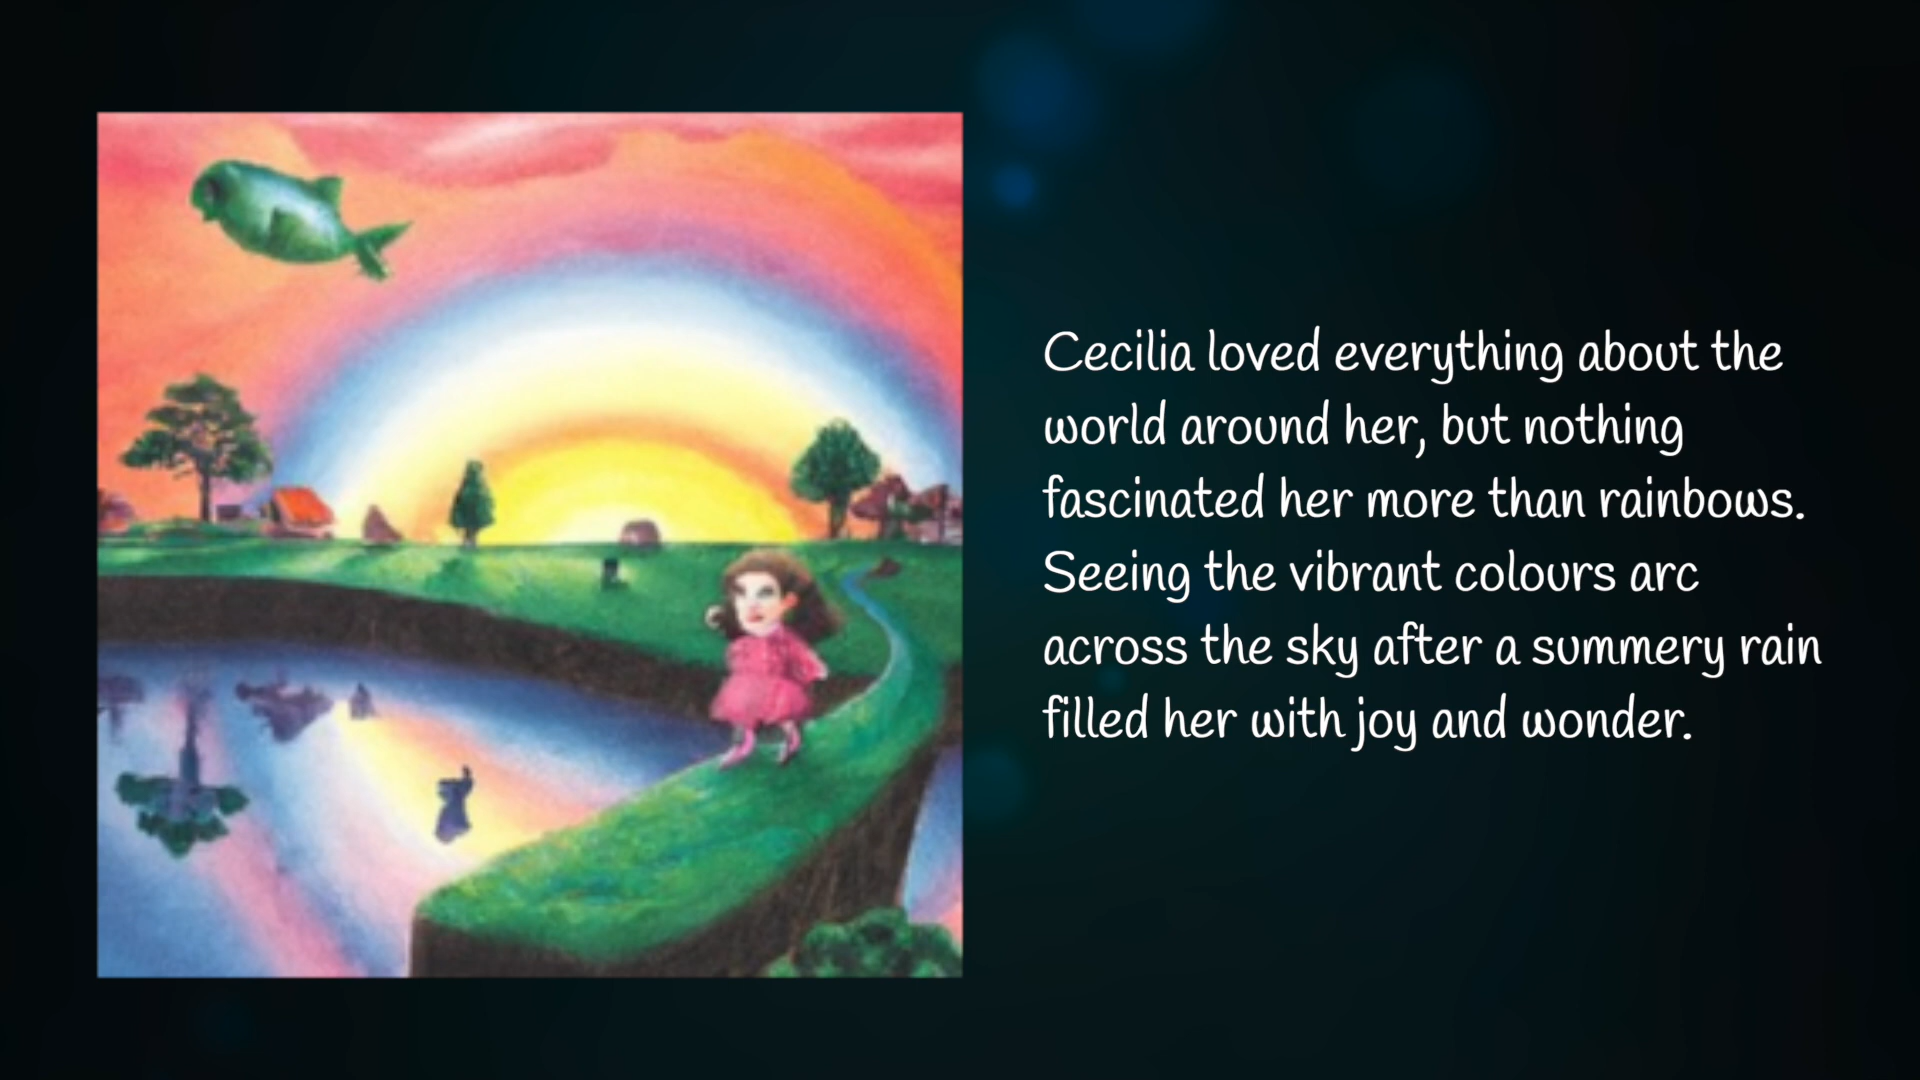 Cecilia loved everything about the
world around her, but nothing
fascinated her more than rainbows.
Seeing the vibrant colours arc
across the sky after a summery rain
filled her with joy and wonder.